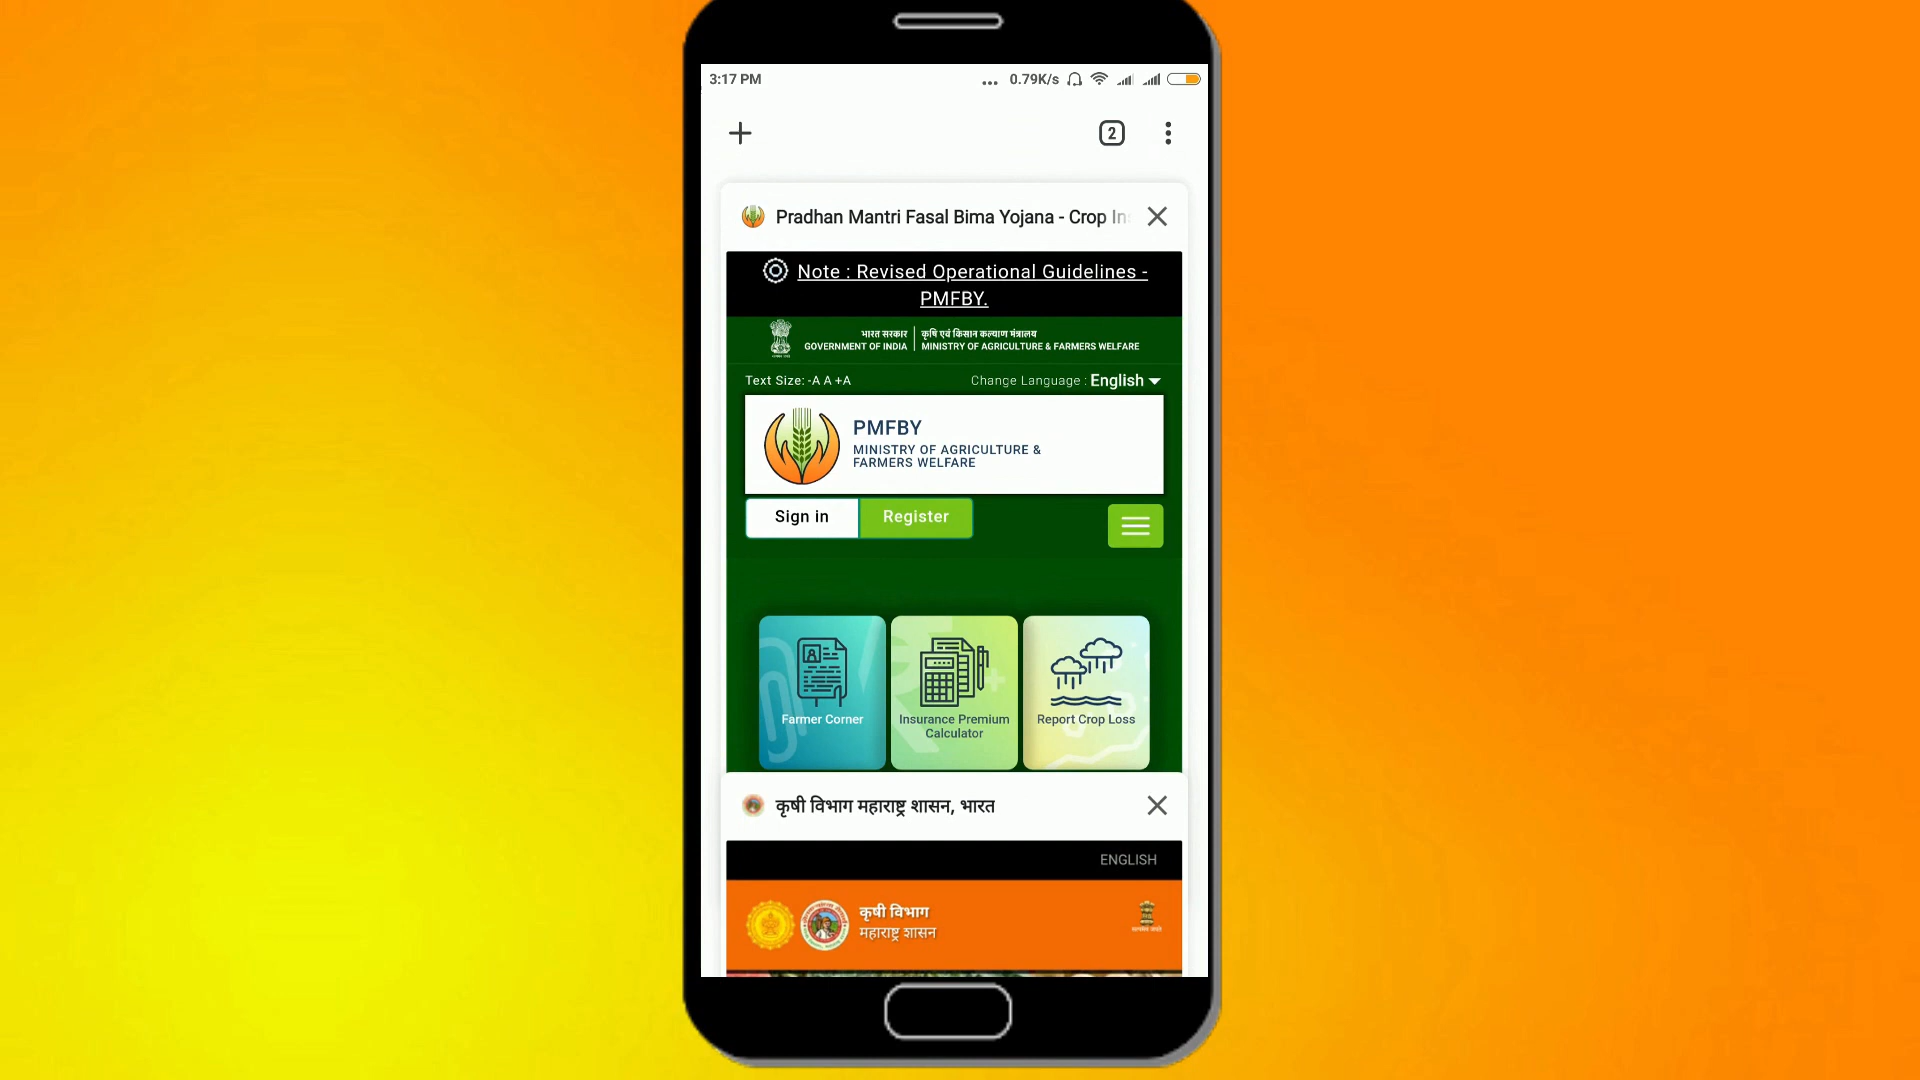 3:17 PM
... 0.79K/s
2
Pradhan Mantri Fasal Bima Yojana - Crop In
Note : Revised Operational Guidelines -
PMFBY.
भारत सरकार | कृषि एवं किसान कल्याण मंत्रालय
GOVERNMENT OF INDIA | MINISTRY OF AGRICULTURE & FARMERS WELFARE
Text Size: -A A +A
Change Language : English
PMFBY
MINISTRY OF AGRICULTURE &
FARMERS WELFARE
Sign in
Register
Farmer Corner
Insurance Premium
Calculator
Report Crop Loss
कृषी विभाग महाराष्ट्र शासन, भारत
ENGLISH
कृषी विभाग
महाराष्ट्र शासन